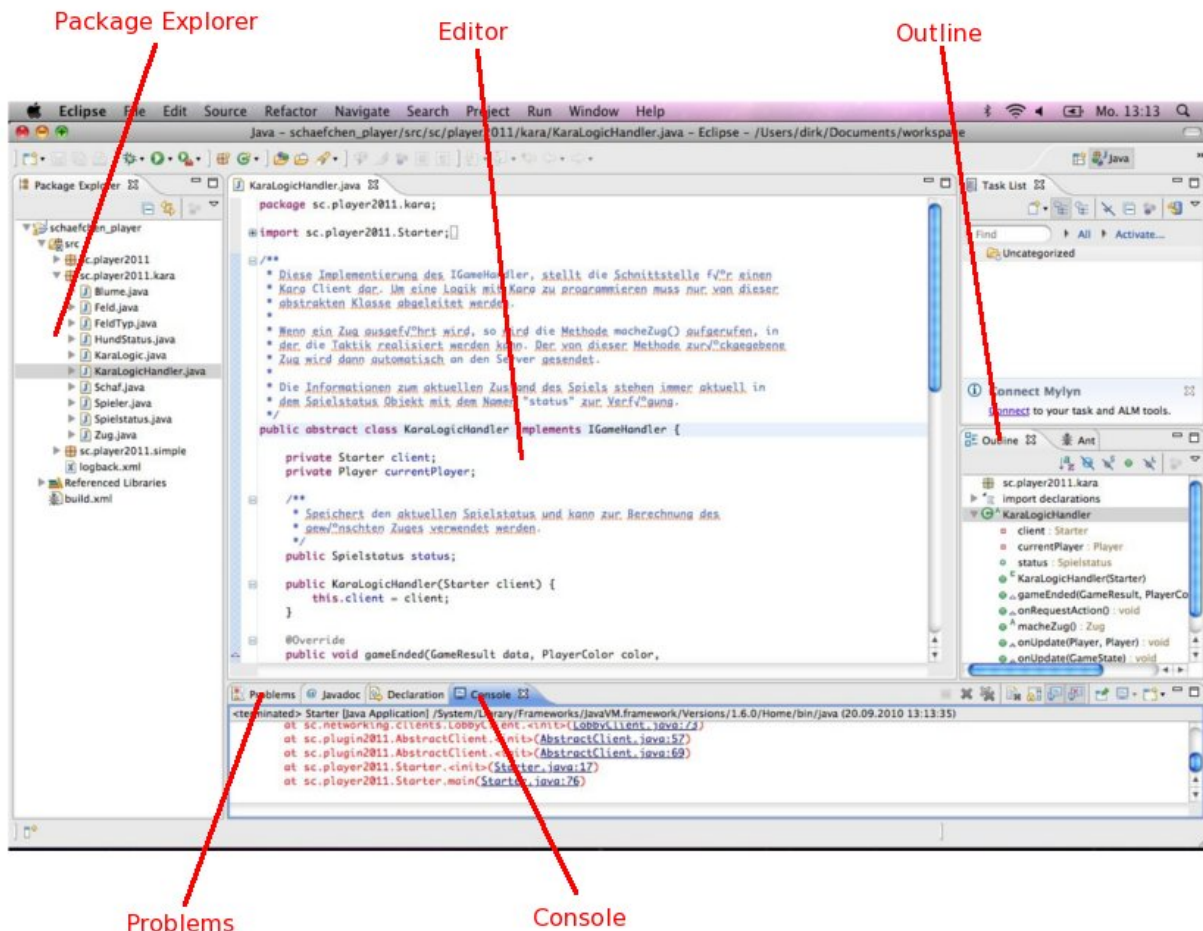 Package Explorer
Editor
Outline
Eclipse File Edit Source Refactor Navigate Search Project Run Window Help
Mo. 13:13
Java – schaefchen_player/src/sc/player2011/kara/KaraLogicHandler.java – Eclipse – /Users/dirk/Documents/workspace
Java
Package Explorer
schaefchen_player
src
sc.player2011
sc.player2011.kara
Blume.java
Feld.java
FeldTyp.java
HundStatus.java
KaraLogic.java
KaraLogicHandler.java
Schaf.java
Spieler.java
Spielstatus.java
Zug.java
sc.player2011.simple
logback.xml
Referenced Libraries
build.xml
KaraLogicHandler.java
package sc.player2011.kara;
import sc.player2011.Starter;
/**
* Diese Implementierung des IGameHandler, stellt die Schnittstelle f√ºr einen
* Kara Client dar. Um eine Logik mit Kara zu programmieren muss nur von dieser
* abstrakten Klasse abgeleitet werden.
*
* Wenn ein Zug ausgef√ºhrt wird, so wird die Methode macheZug() aufgerufen, in
* der die Taktik realisiert werden kann. Der von dieser Methode zur√ºckgegebene
* Zug wird dann automatisch an den Server gesendet.
*
* Die Informationen zum aktuellen Zustand des Spiels stehen immer aktuell in
* dem Spielstatus Objekt mit dem Namen "status" zur Verf√ºgung.
*/
public abstract class KaraLogicHandler implements IGameHandler {
private Starter client;
private Player currentPlayer;
/**
* Speichert den aktuellen Spielstatus und kann zur Berechnung des
* gew√ºnschten Zuges verwendet werden.
*/
public Spielstatus status;
public KaraLogicHandler(Starter client) {
this.client = client;
}
@Override
public void gameEnded(GameResult data, PlayerColor color,
Task List
Find All Activate...
Uncategorized
Connect Mylyn
Connect to your task and ALM tools.
Outline Ant
sc.player2011.kara
import declarations
KaraLogicHandler
client : Starter
currentPlayer : Player
status : Spielstatus
KaraLogicHandler(Starter)
gameEnded(GameResult, PlayerCo
onRequestAction() : void
macheZug() : Zug
onUpdate(Player, Player) : void
onUpdate(GameState) : void
Problems Javadoc Declaration Console
<terminated> Starter [Java Application] /System/Library/Frameworks/JavaVM.framework/Versions/1.6.0/Home/bin/java (20.09.2010 13:13:35)
at sc.networking.clients.LobbyClient.<init>(LobbyClient.java:73)
at sc.plugin2011.AbstractClient.<init>(AbstractClient.java:57)
at sc.plugin2011.AbstractClient.<init>(AbstractClient.java:69)
at sc.player2011.Starter.<init>(Starter.java:17)
at sc.player2011.Starter.main(Starter.java:76)
Problems
Console